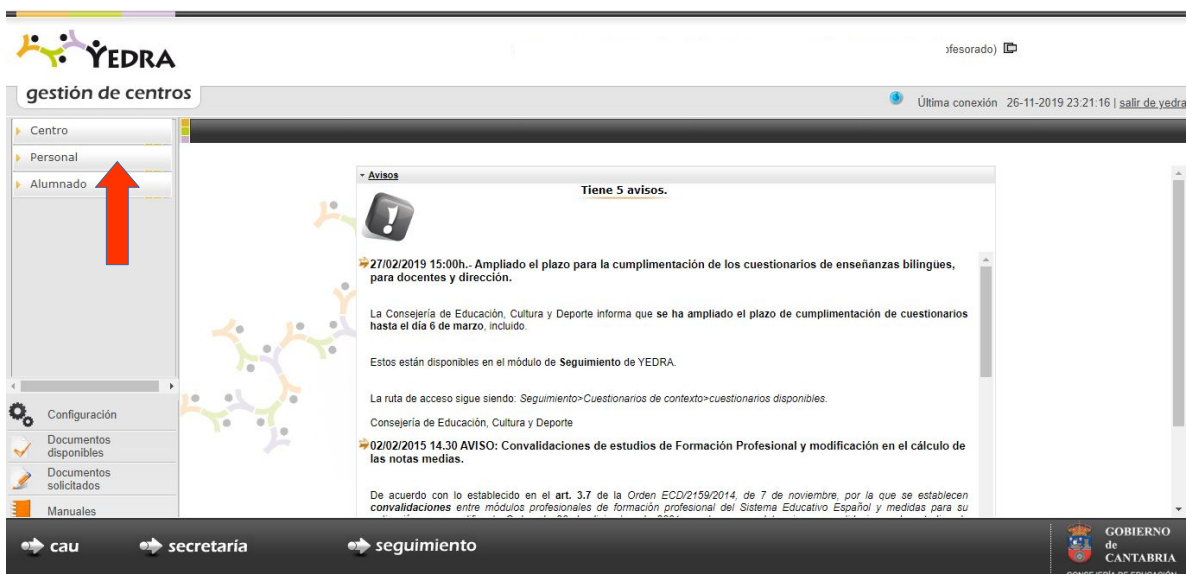 YEDRA
ofesorado)
gestión de centros
Última conexión 26-11-2019 23:21:16 | salir de yedra
Centro
Personal
Alumnado
Avisos
Tiene 5 avisos.
27/02/2019 15:00h.- Ampliado el plazo para la cumplimentación de los cuestionarios de enseñanzas bilingües,
para docentes y dirección.
La Consejería de Educación, Cultura y Deporte informa que se ha ampliado el plazo de cumplimentación de cuestionarios
hasta el día 6 de marzo, incluido.
Estos están disponibles en el módulo de Seguimiento de YEDRA.
La ruta de acceso sigue siendo: Seguimiento>Cuestionarios de contexto>cuestionarios disponibles.
Consejería de Educación, Cultura y Deporte
02/02/2015 14.30 AVISO: Convalidaciones de estudios de Formación Profesional y modificación en el cálculo de
las notas medias.
De acuerdo con lo establecido en el art. 3.7 de la Orden ECD/2159/2014, de 7 de noviembre, por la que se establecen
convalidaciones entre módulos profesionales de formación profesional del Sistema Educativo Español y medidas para su
Configuración
Documentos
disponibles
Documentos
solicitados
Manuales
cau
secretaría
seguimiento
GOBIERNO
de
CANTABRIA
CONSEJERÍA DE EDUCACIÓN